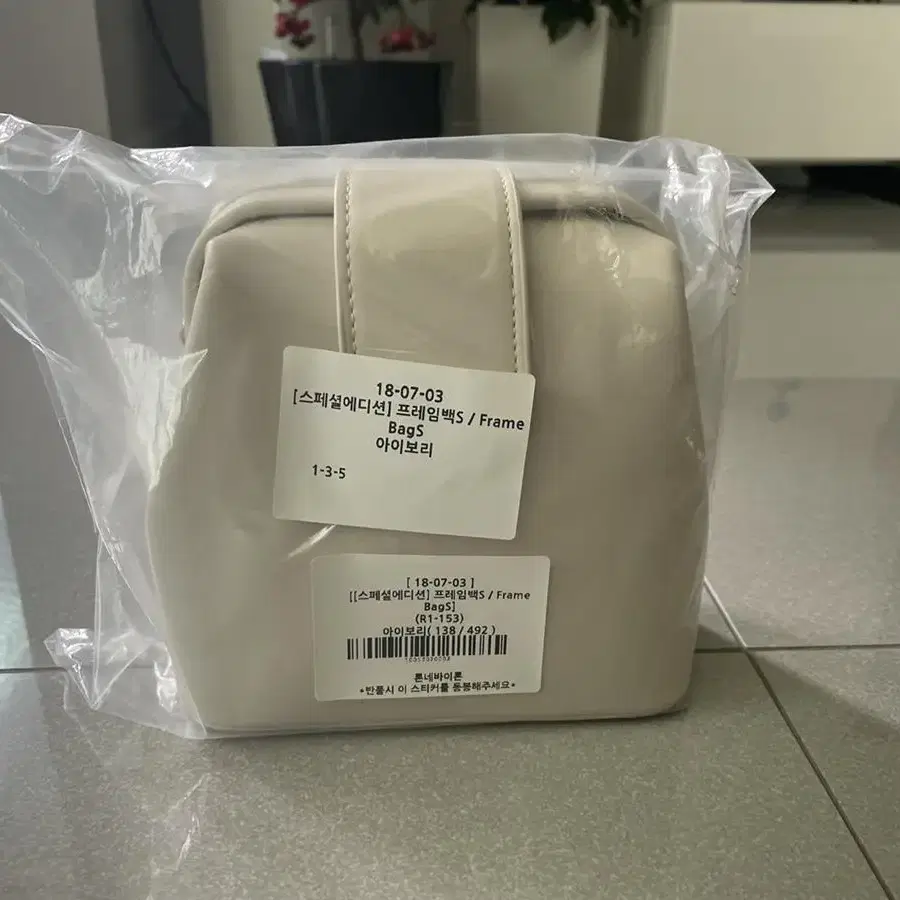 18-07-03
[스페셜에디션] 프레임백S / Frame
BagS
아이보리
1-3-5
[ 18-07-03 ]
[[스페셜에디션] 프레임백S / Frame
BagS]
(R1-153)
아이보리( 138 / 492 )
론네바이론
*반품시 이 스티커를 동봉해주세요*